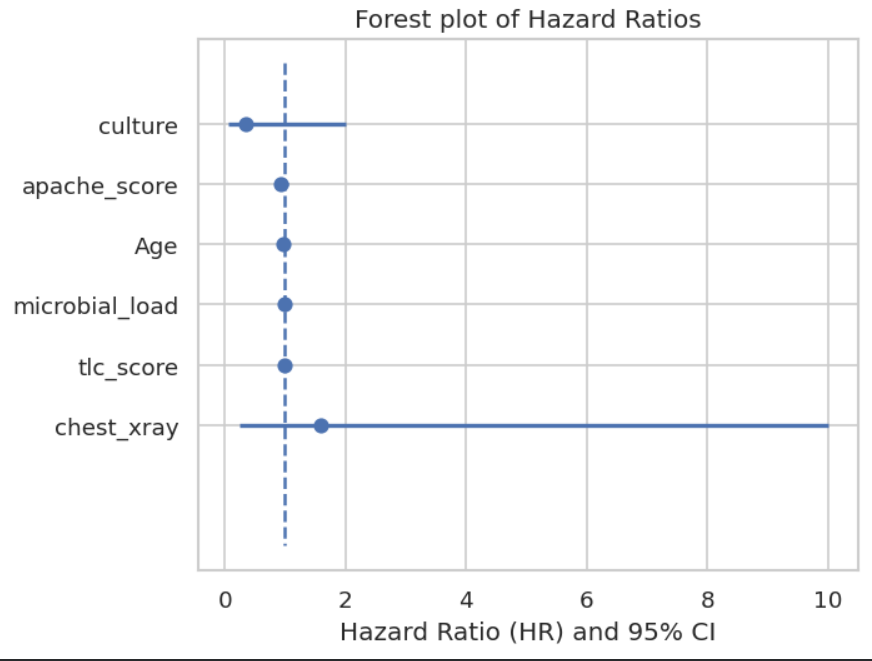 Forest plot of Hazard Ratios
culture
apache_score
Age
microbial_load
tlc_score
chest_xray
0 2 4 6 8 10
Hazard Ratio (HR) and 95% CI